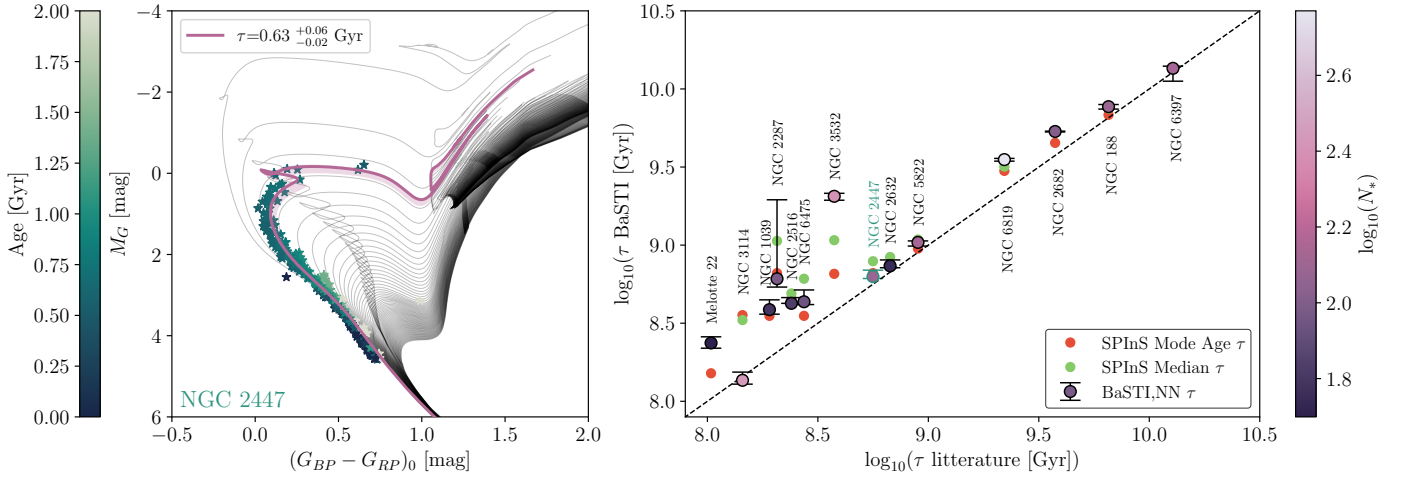 2.00
1.75
1.50
1.25
1.00
0.75
0.50
0.25
0.00
Age [Gyr]
M_G [mag]
−4
−2
0
2
4
6
τ=0.63 +0.06 −0.02 Gyr
NGC 2447
−0.5
0.0
0.5
1.0
1.5
2.0
(G_BP − G_RP)_0 [mag]
log10(τ BaSTI [Gyr])
10.5
10.0
9.5
9.0
8.5
8.0
Melotte 22
NGC 3114
NGC 1039
NGC 2287
NGC 2516
NGC 6475
NGC 3532
NGC 2447
NGC 2632
NGC 5822
NGC 6819
NGC 2682
NGC 188
NGC 6397
SPInS Mode Age τ
SPInS Median τ
BaSTI,NN τ
8.0
8.5
9.0
9.5
10.0
10.5
log10(τ litterature [Gyr])
2.6
2.4
2.2
2.0
1.8
log10(N*)